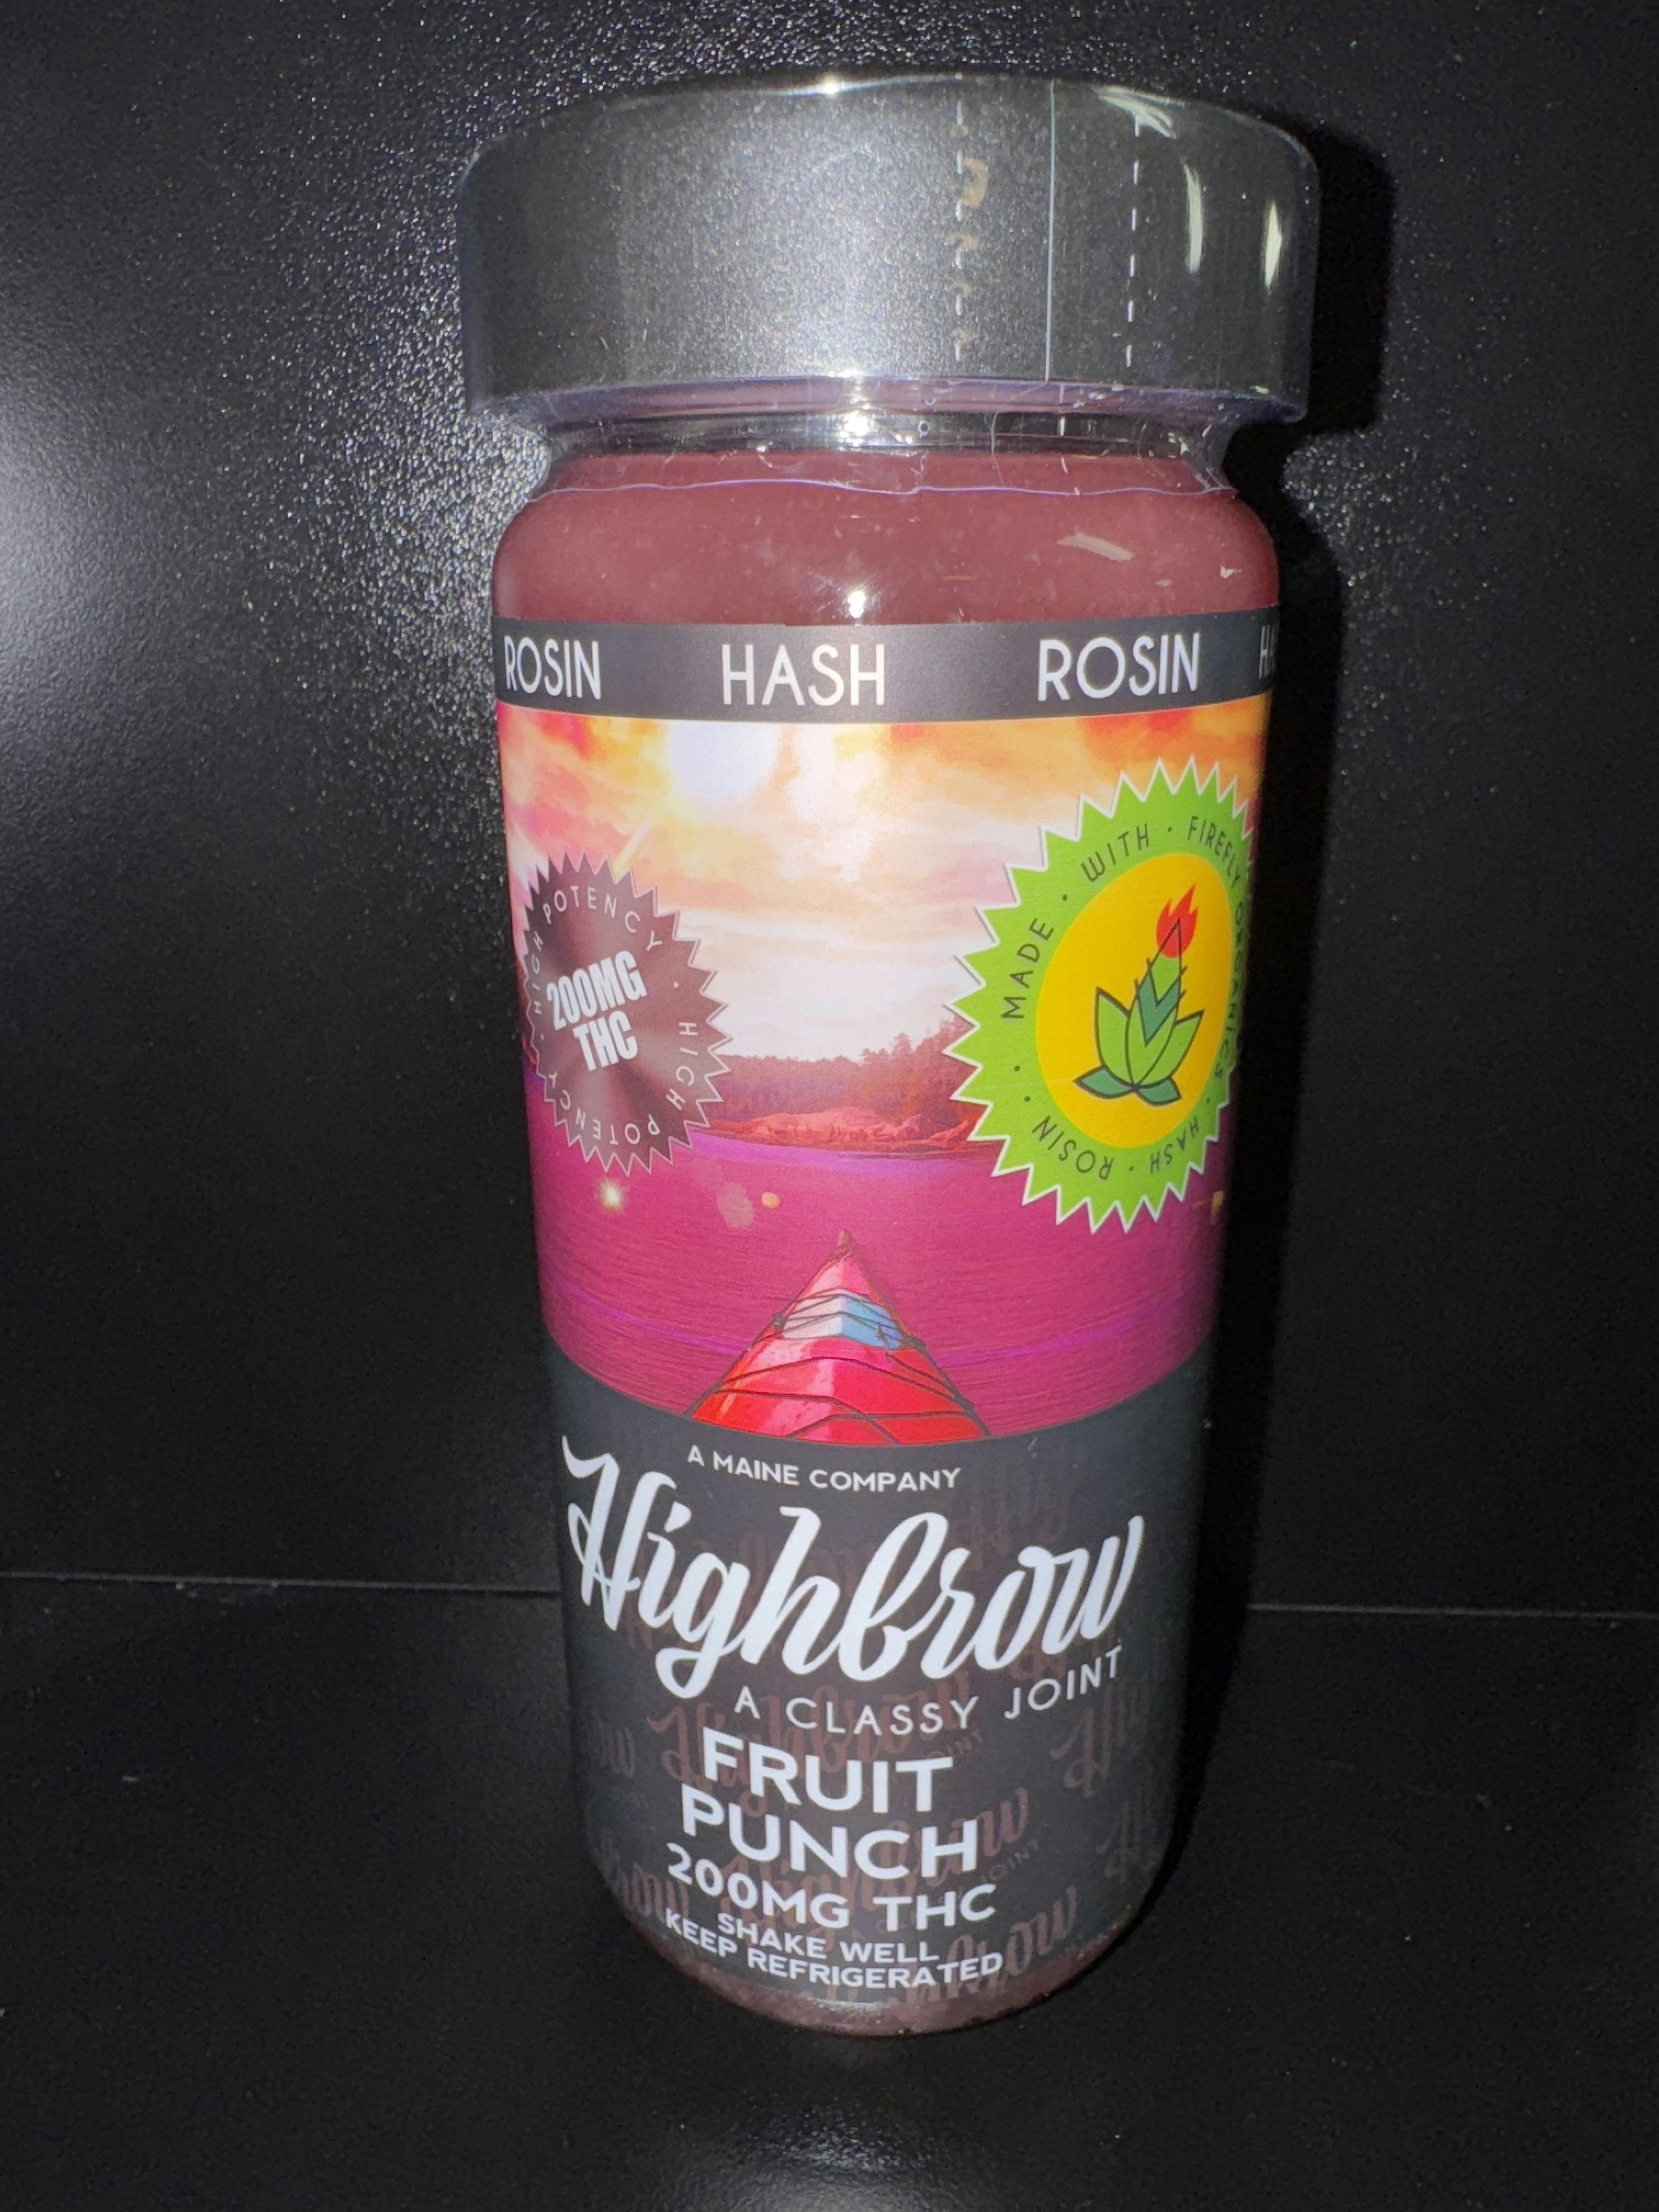 ROSIN HASH ROSIN
HIGH POTENCY · HIGH POTENCY ·
200MG
THC
MADE · WITH · FIREFLY ORGANICS · HASH · ROSIN ·
A MAINE COMPANY
Highbrow
A CLASSY JOINT
FRUIT
PUNCH
200MG THC
SHAKE WELL
KEEP REFRIGERATED